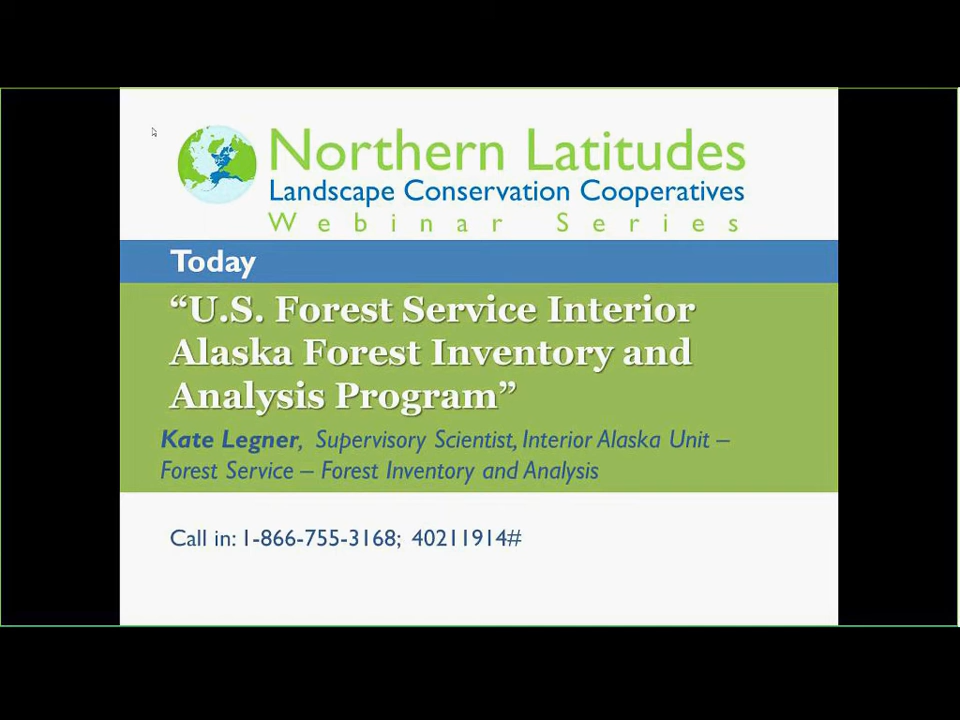 Northern Latitudes
Landscape Conservation Cooperatives
Webinar Series
Today
“U.S. Forest Service Interior
Alaska Forest Inventory and
Analysis Program”
Kate Legner, Supervisory Scientist, Interior Alaska Unit –
Forest Service – Forest Inventory and Analysis
Call in: 1-866-755-3168; 40211914#